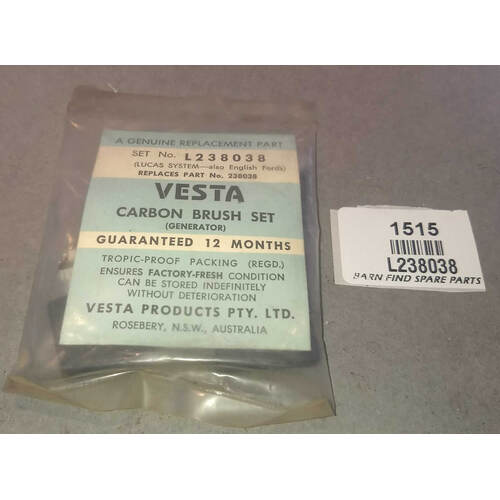 A GENUINE REPLACEMENT PART
SET No. L238038
(LUCAS SYSTEM—also English Fords)
REPLACES PART No. 238038
VESTA
CARBON BRUSH SET
(GENERATOR)
GUARANTEED 12 MONTHS
TROPIC-PROOF PACKING (REGD.)
ENSURES FACTORY-FRESH CONDITION
CAN BE STORED INDEFINITELY
WITHOUT DETERIORATION
VESTA PRODUCTS PTY. LTD.
ROSEBERY, N.S.W., AUSTRALIA
1515
L238038
BARN FIND SPARE PARTS